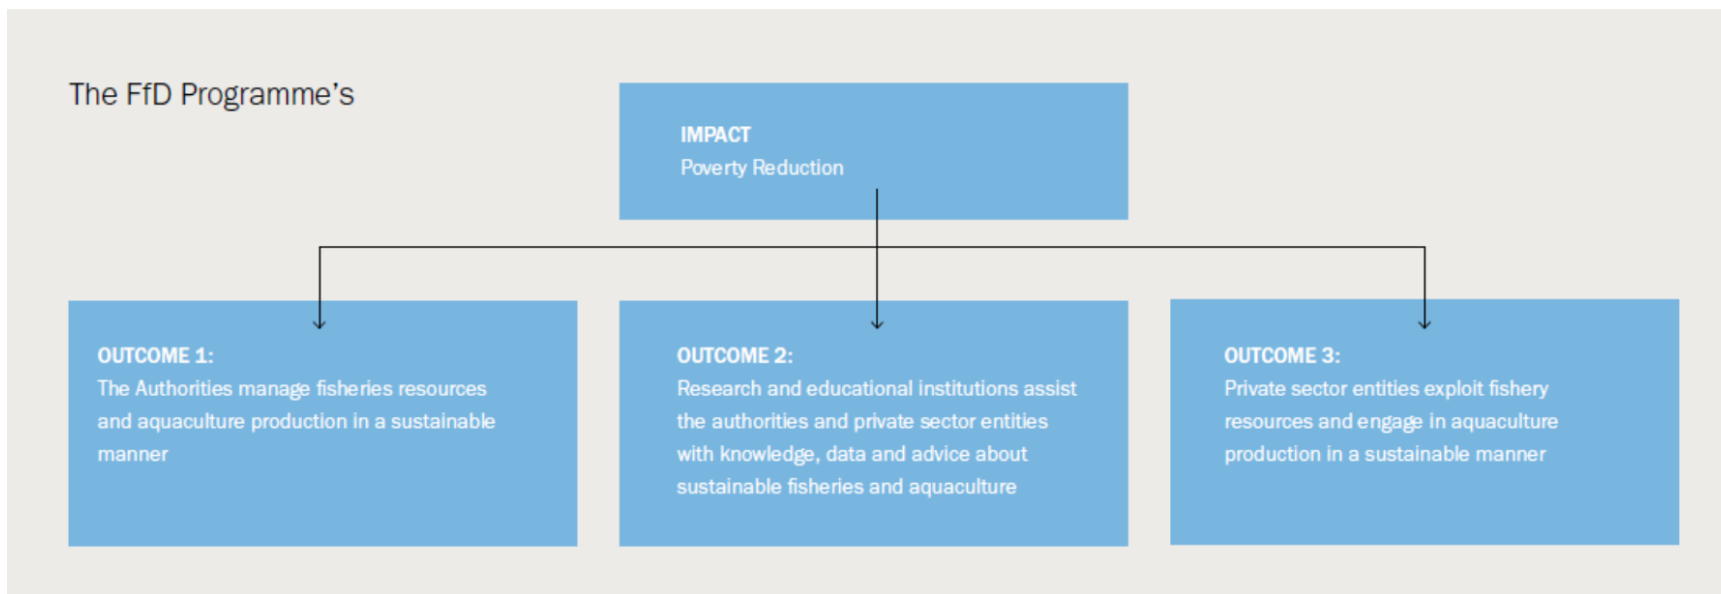 The FfD Programme's
IMPACT
Poverty Reduction
OUTCOME 1:
The Authorities manage fisheries resources
and aquaculture production in a sustainable
manner
OUTCOME 2:
Research and educational institutions assist
the authorities and private sector entities
with knowledge, data and advice about
sustainable fisheries and aquaculture
OUTCOME 3:
Private sector entities exploit fishery
resources and engage in aquaculture
production in a sustainable manner